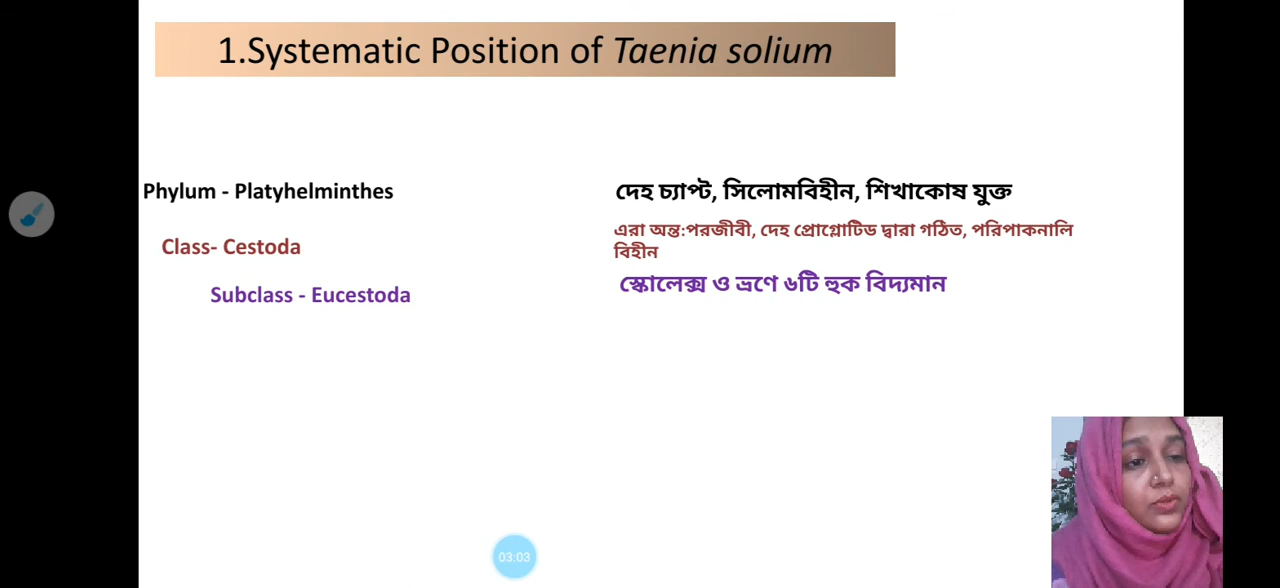 1.Systematic Position of Taenia solium
Phylum - Platyhelminthes
দেহ চ্যাপ্ট, সিলোমবিহীন, শিখাকোষ যুক্ত
Class- Cestoda
এরা অন্ত:পরজীবী, দেহ প্রোগ্লোটিড দ্বারা গঠিত, পরিপাকনালি
বিহীন
Subclass - Eucestoda
স্কোলেক্স ও ভ্রণে ৬টি হুক বিদ্যমান
03:03